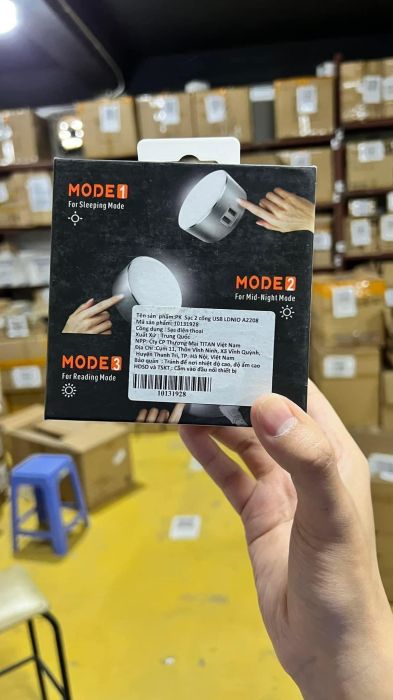 MODE 1
For Sleeping Mode
MODE 2
For Mid-Night Mode
MODE 3
For Reading Mode
Tên sản phẩm:PK Sạc 2 cổng USB LDNIO A2208
Mã sản phẩm:10131928
Công dụng : Sạc điện thoại
Xuất Xứ : Trung Quốc
NPP: Cty CP Thương Mại TITAN Việt Nam
Địa Chỉ :Cụm 11, Thôn Vĩnh Ninh, Xã Vĩnh Quỳnh,
Huyện Thanh Trì, TP. Hà Nội, Việt Nam
Bảo quản : Tránh để nơi nhiệt độ cao, độ ẩm cao
HDSD và TSKT : Cắm vào đầu nối thiết bị
10131928